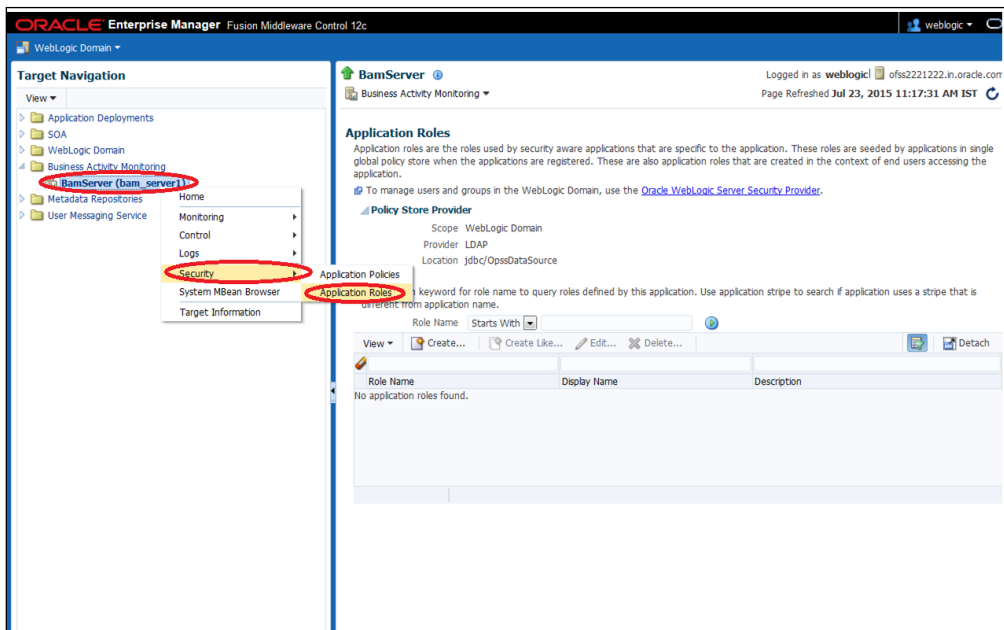 ORACLE Enterprise Manager Fusion Middleware Control 12c
weblogic
WebLogic Domain
Target Navigation
View
Application Deployments
SOA
WebLogic Domain
Business Activity Monitoring
BamServer (bam_server1)
Metadata Repositories
User Messaging Service
Home
Monitoring
Control
Logs
Security
System MBean Browser
Target Information
Application Policies
Application Roles
BamServer
Logged in as weblogic
ofss2221222.in.oracle.com
Business Activity Monitoring
Page Refreshed Jul 23, 2015 11:17:31 AM IST
Application Roles
Application roles are the roles used by security aware applications that are specific to the application. These roles are seeded by applications in single
global policy store when the applications are registered. These are also application roles that are created in the context of end users accessing the
application.
To manage users and groups in the WebLogic Domain, use the Oracle WebLogic Server Security Provider.
Policy Store Provider
Scope WebLogic Domain
Provider LDAP
Location jdbc/OpssDataSource
keyword for role name to query roles defined by this application. Use application stripe to search if application uses a stripe that is
different from application name.
Role Name Starts With
View Create... Create Like... Edit... Delete... Detach
Role Name Display Name Description
No application roles found.